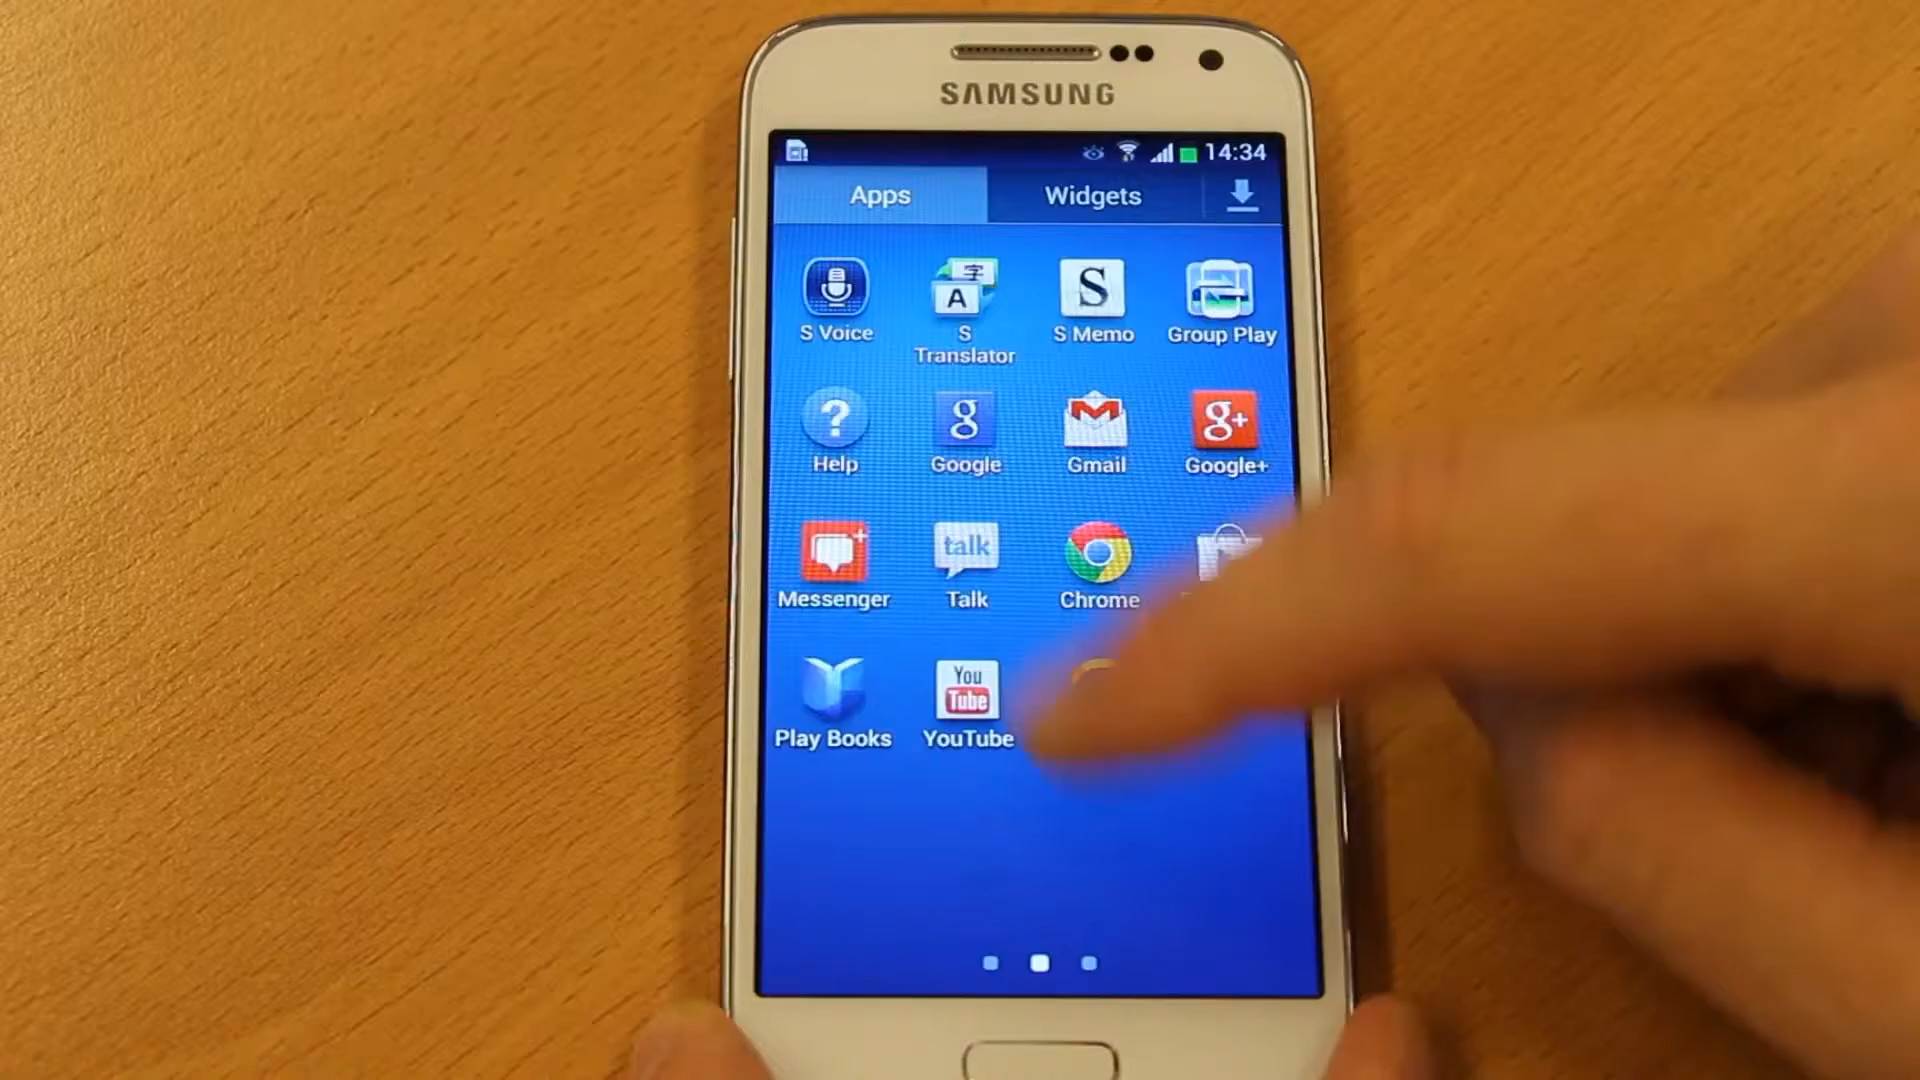 SAMSUNG
14:34
Apps Widgets
S Voice S Translator S Memo Group Play
字 A S
Help Google Gmail Google+
? g M g+
talk
Messenger Talk Chrome
You Tube
Play Books YouTube